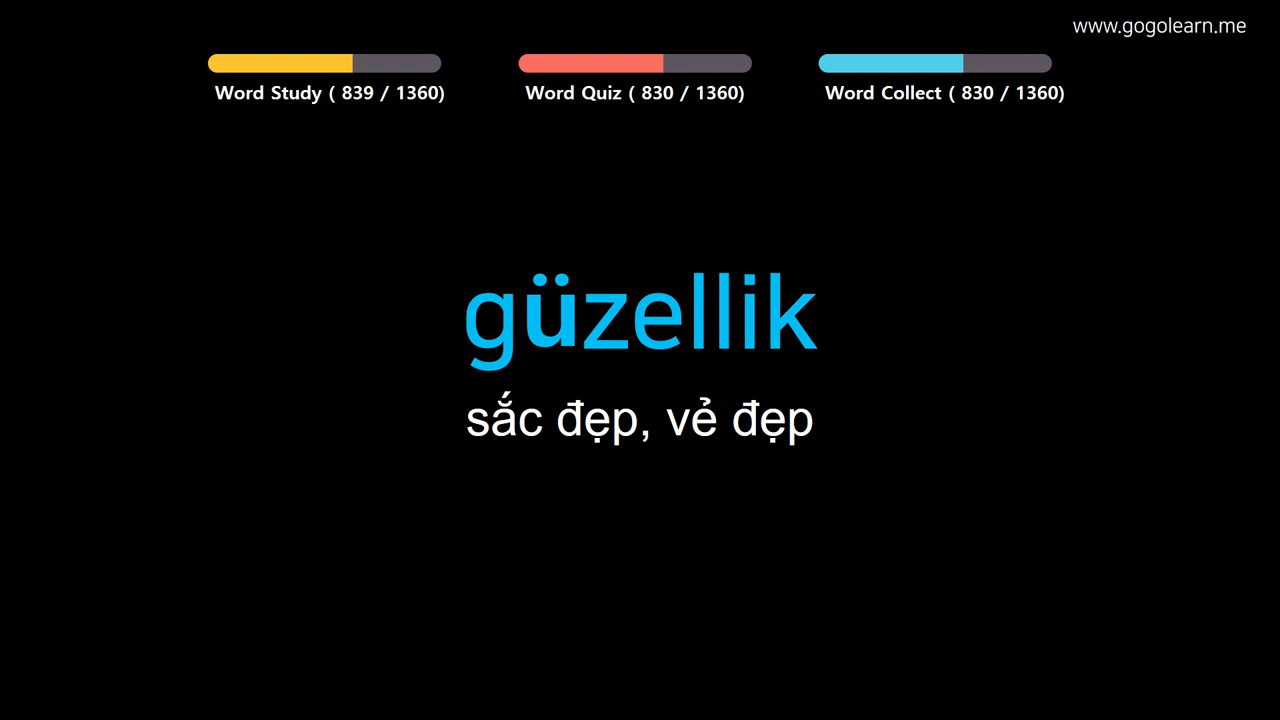 www.gogolearn.me
Word Study ( 839 / 1360)
Word Quiz ( 830 / 1360)
Word Collect ( 830 / 1360)
güzellik
sắc đẹp, vẻ đẹp